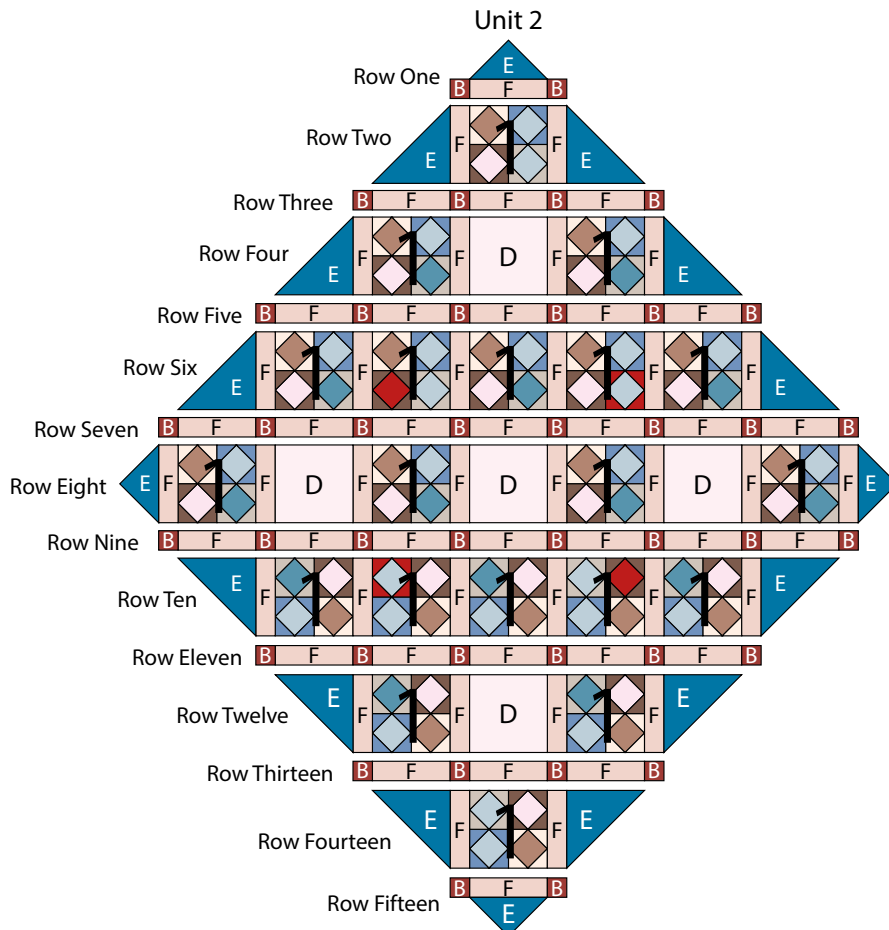 Unit 2
E
Row One B F B
Row Two E F 1 F E
Row Three B F B F B F B
Row Four E F 1 F D F 1 F E
Row Five B F B F B F B F B F B
Row Six E F 1 F 1 F 1 F 1 F 1 F E
Row Seven B F B F B F B F B F B F B F B
Row Eight E F 1 F D F 1 F D F 1 F D F 1 F E
Row Nine B F B F B F B F B F B F B F B
Row Ten E F 1 F 1 F 1 F 1 F 1 F E
Row Eleven B F B F B F B F B F B
Row Twelve E F 1 F D F 1 F E
Row Thirteen B F B F B F B
Row Fourteen E F 1 F E
Row Fifteen B F B
E